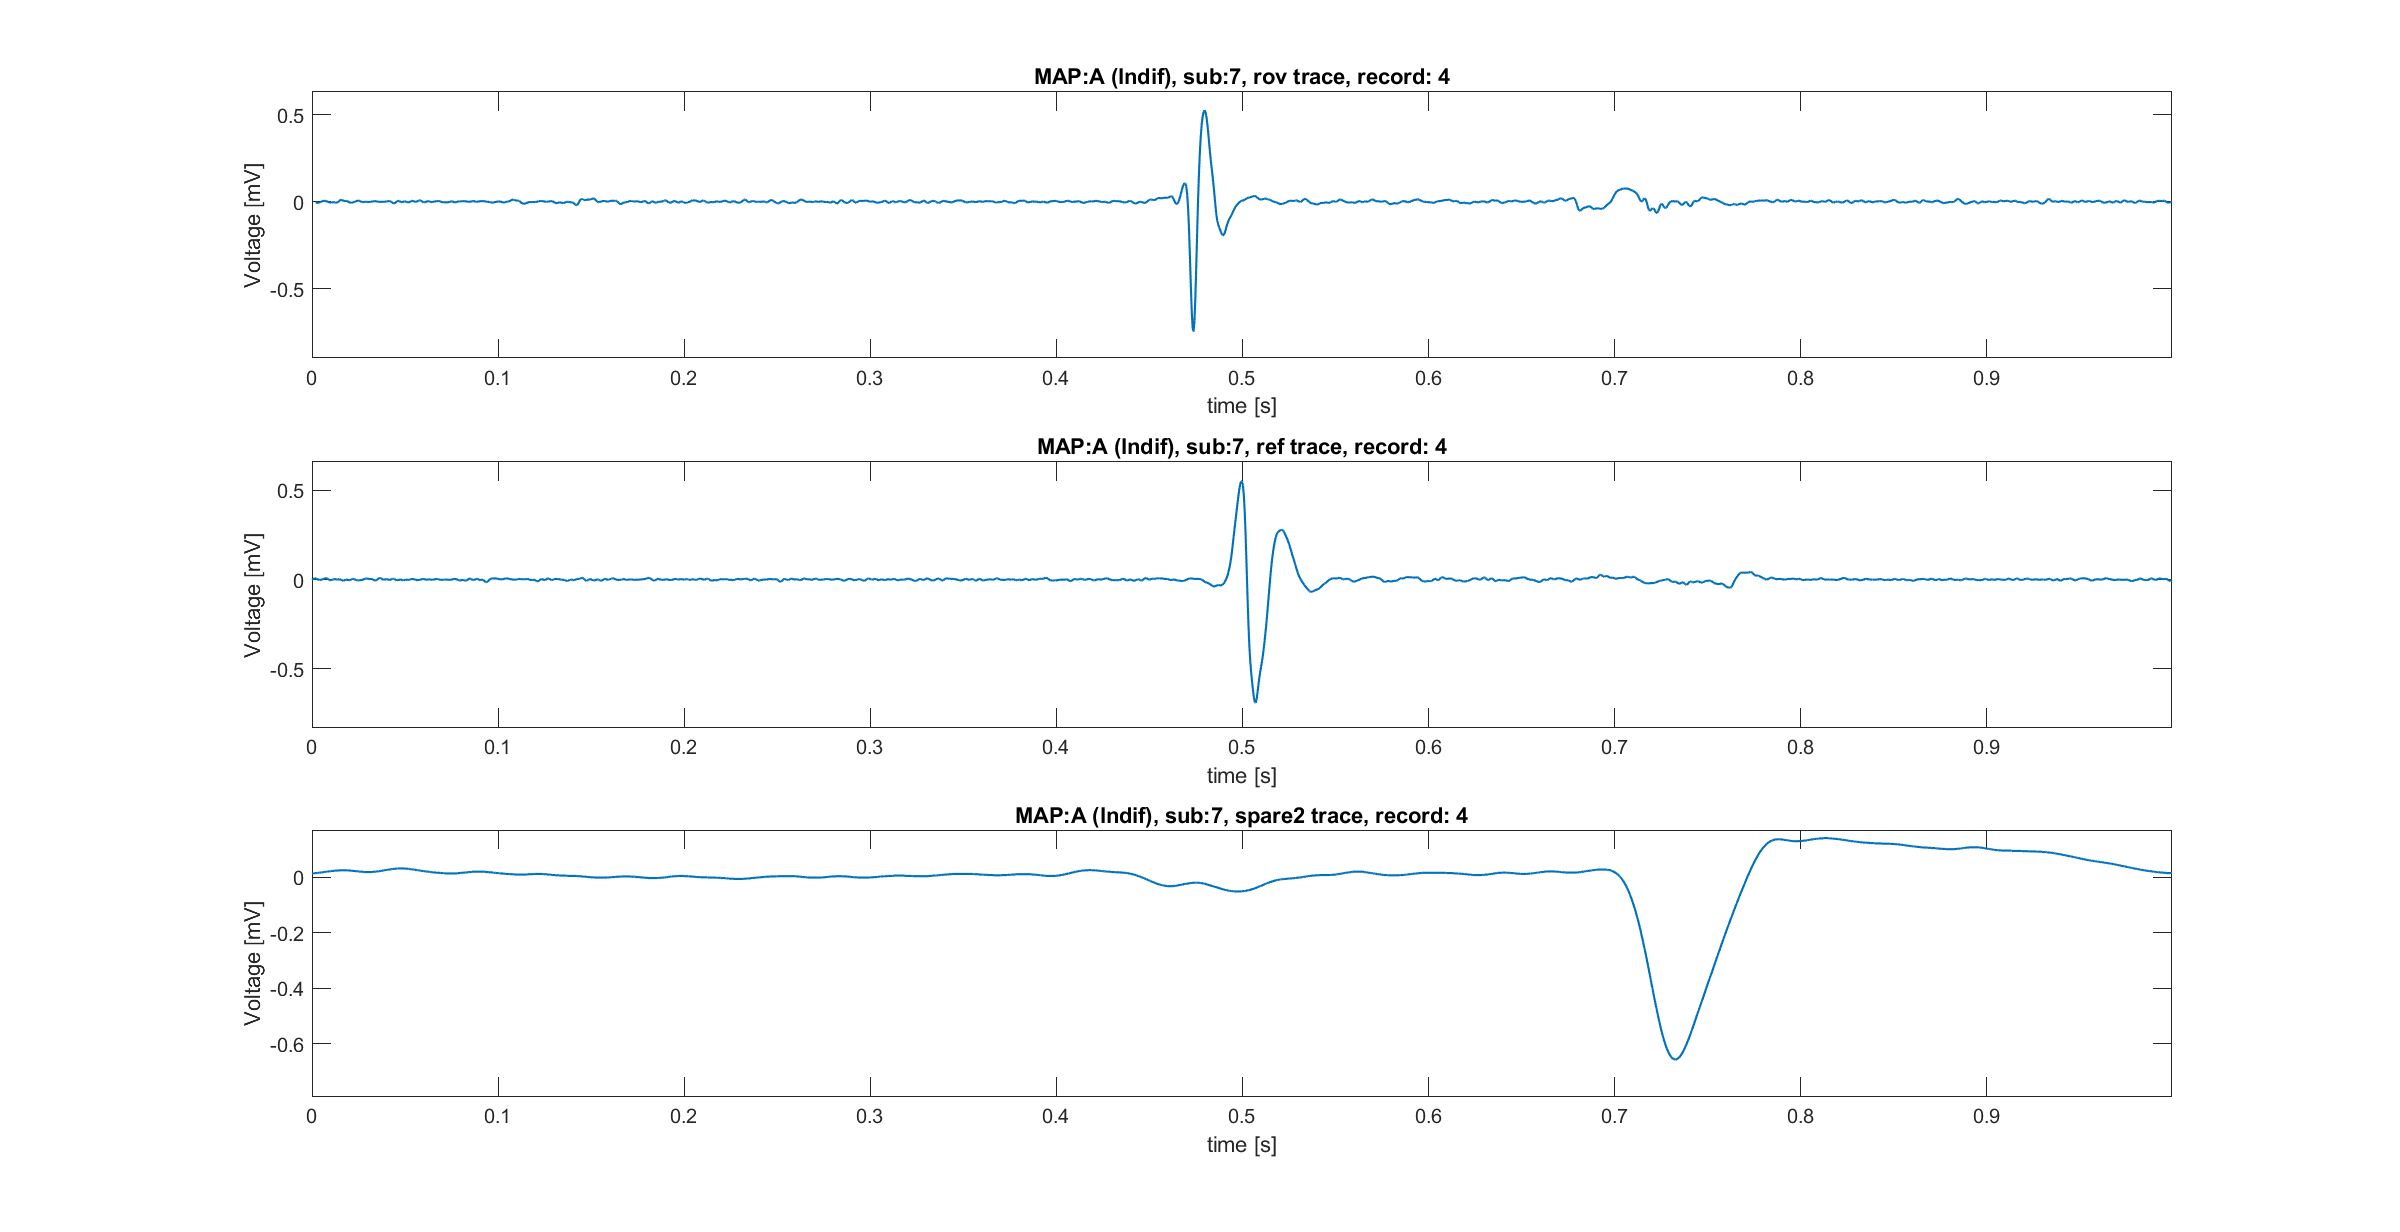 MAP:A (Indif), sub:7, rov trace, record: 4
0.5
0
-0.5
Voltage [mV]
0 0.1 0.2 0.3 0.4 0.5 0.6 0.7 0.8 0.9
time [s]
MAP:A (Indif), sub:7, ref trace, record: 4
0.5
0
-0.5
Voltage [mV]
0 0.1 0.2 0.3 0.4 0.5 0.6 0.7 0.8 0.9
time [s]
MAP:A (Indif), sub:7, spare2 trace, record: 4
0
-0.2
-0.4
-0.6
Voltage [mV]
0 0.1 0.2 0.3 0.4 0.5 0.6 0.7 0.8 0.9
time [s]